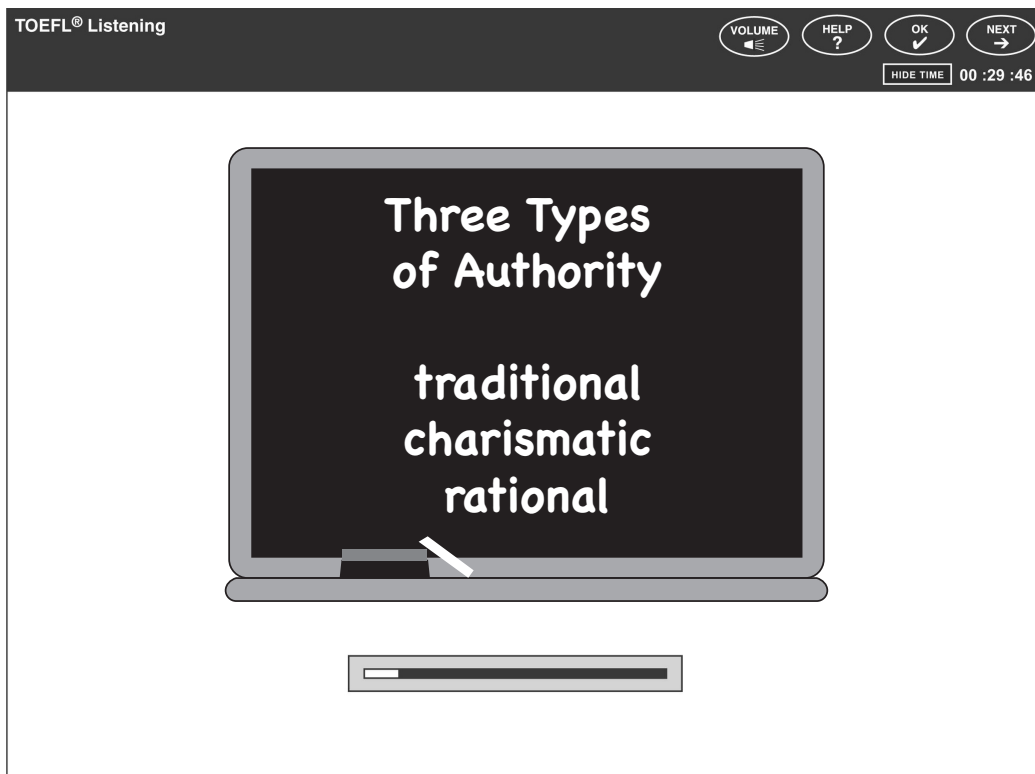 TOEFL® Listening
VOLUME
HELP
?
OK
NEXT
HIDE TIME 00 :29 :46
Three Types
of Authority
traditional
charismatic
rational